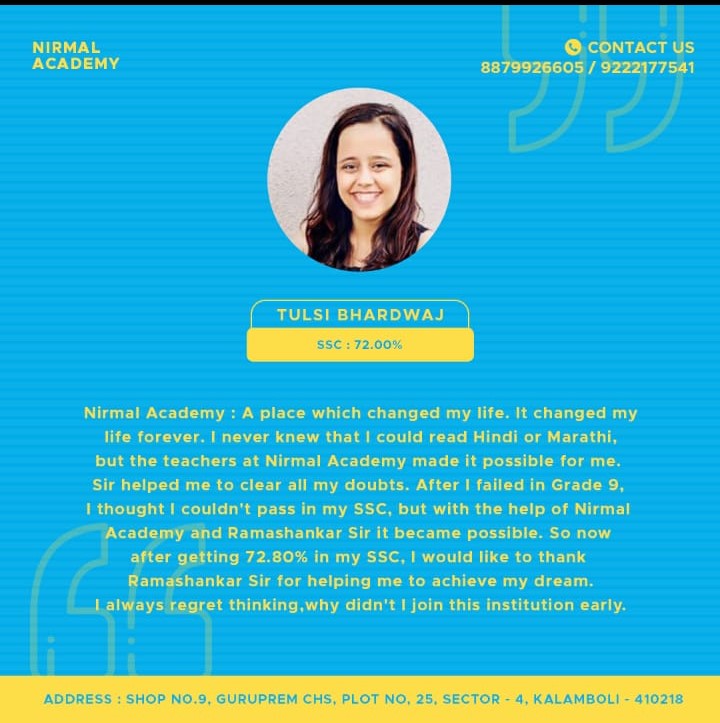 NIRMAL
ACADEMY
CONTACT US
8879926605 / 9222177541
TULSI BHARDWAJ
SSC : 72.00%
Nirmal Academy : A place which changed my life. It changed my
life forever. I never knew that I could read Hindi or Marathi,
but the teachers at Nirmal Academy made it possible for me.
Sir helped me to clear all my doubts. After I failed in Grade 9,
I thought I couldn't pass in my SSC, but with the help of Nirmal
Academy and Ramashankar Sir it became possible. So now
after getting 72.80% in my SSC, I would like to thank
Ramashankar Sir for helping me to achieve my dream.
I always regret thinking,why didn't I join this institution early.
ADDRESS : SHOP NO.9, GURUPREM CHS, PLOT NO, 25, SECTOR - 4, KALAMBOLI - 410218